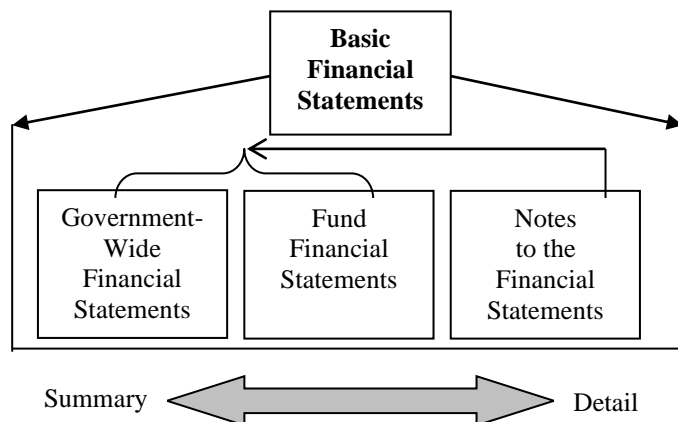 Basic
Financial
Statements
Government-
Wide
Financial
Statements
Fund
Financial
Statements
Notes
to the
Financial
Statements
Summary
Detail